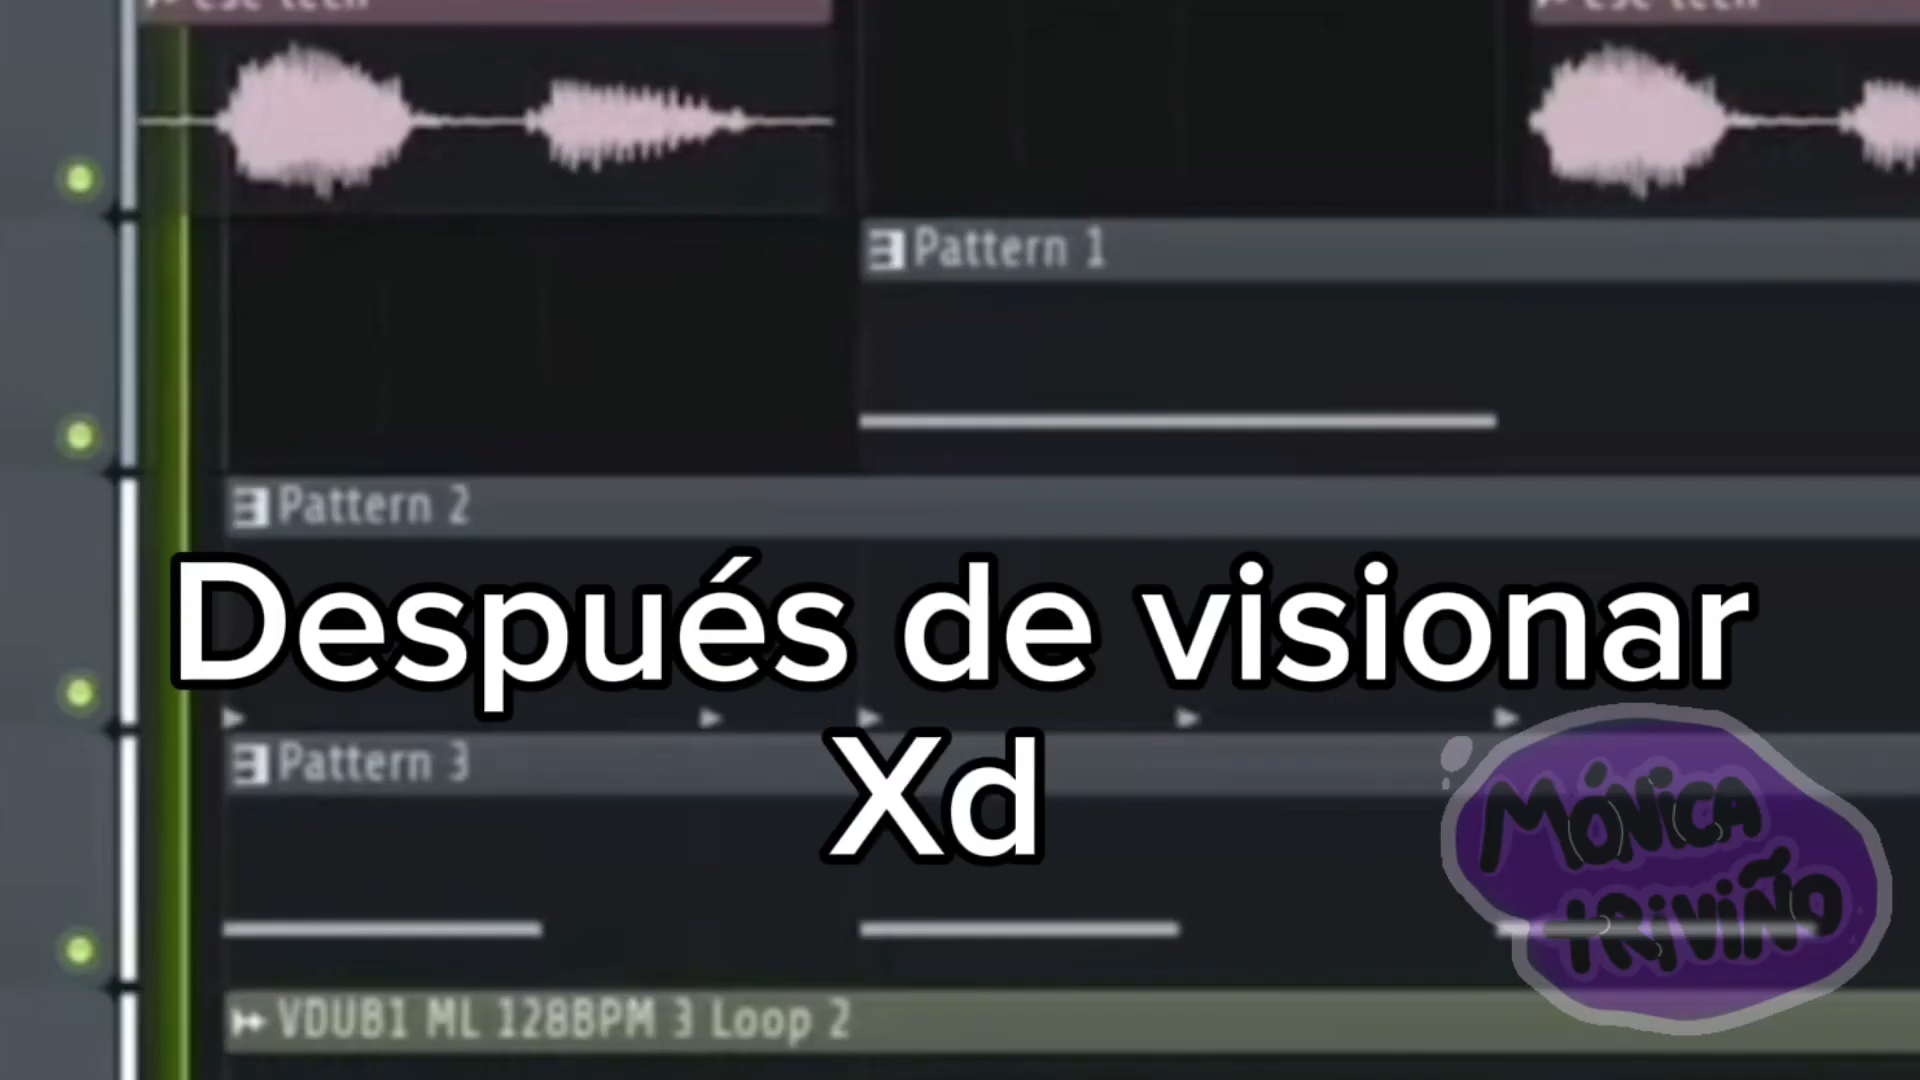 Pattern 1
Pattern 2
Después de visionar
Xd
Pattern 3
MÓNiCA
tRiViÑO
VDUB1 ML 128BPM 3 Loop 2